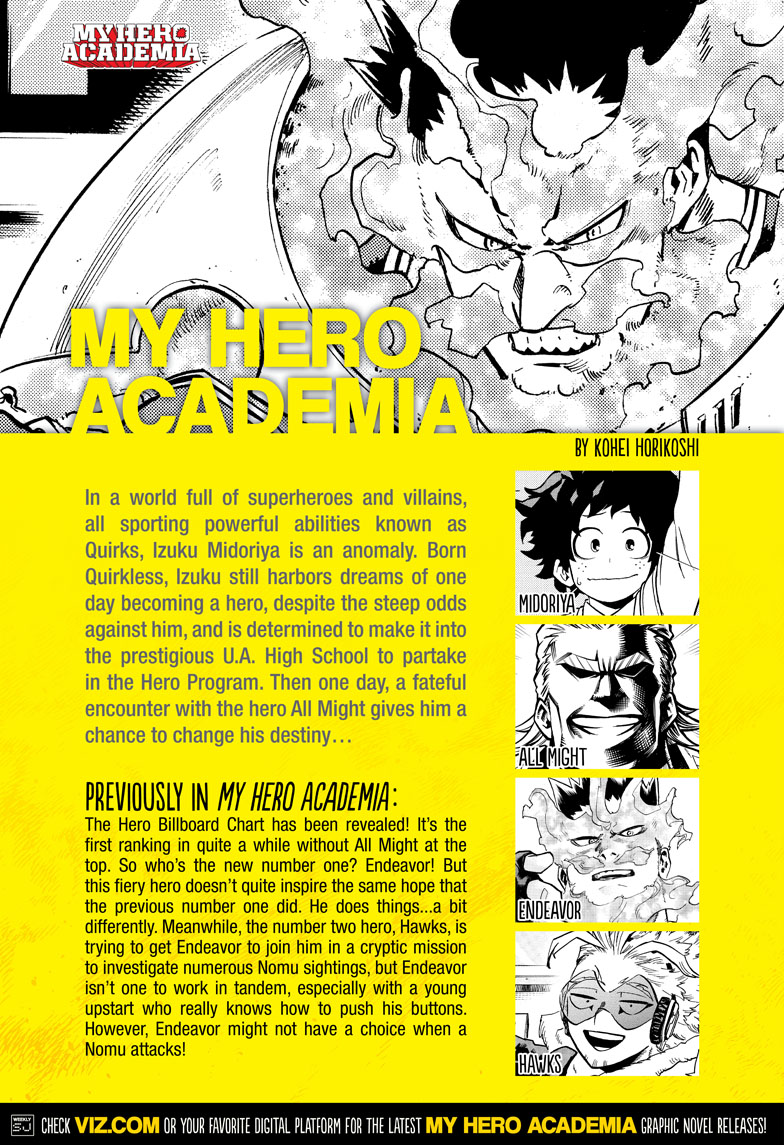 MY HERO
ACADEMIA
MY HERO
ACADEMIA
BY KOHEI HORIKOSHI
In a world full of superheroes and villains,
all sporting powerful abilities known as
Quirks, Izuku Midoriya is an anomaly. Born
Quirkless, Izuku still harbors dreams of one
day becoming a hero, despite the steep odds
against him, and is determined to make it into
the prestigious U.A. High School to partake
in the Hero Program. Then one day, a fateful
encounter with the hero All Might gives him a
chance to change his destiny…
PREVIOUSLY IN MY HERO ACADEMIA:
The Hero Billboard Chart has been revealed! It’s the
first ranking in quite a while without All Might at the
top. So who’s the new number one? Endeavor! But
this fiery hero doesn’t quite inspire the same hope that
the previous number one did. He does things...a bit
differently. Meanwhile, the number two hero, Hawks, is
trying to get Endeavor to join him in a cryptic mission
to investigate numerous Nomu sightings, but Endeavor
isn’t one to work in tandem, especially with a young
upstart who really knows how to push his buttons.
However, Endeavor might not have a choice when a
Nomu attacks!
MIDORIYA
ALL MIGHT
ENDEAVOR
HAWKS
WEEKLY
SJ
CHECK VIZ.COM OR YOUR FAVORITE DIGITAL PLATFORM FOR THE LATEST MY HERO ACADEMIA GRAPHIC NOVEL RELEASES!